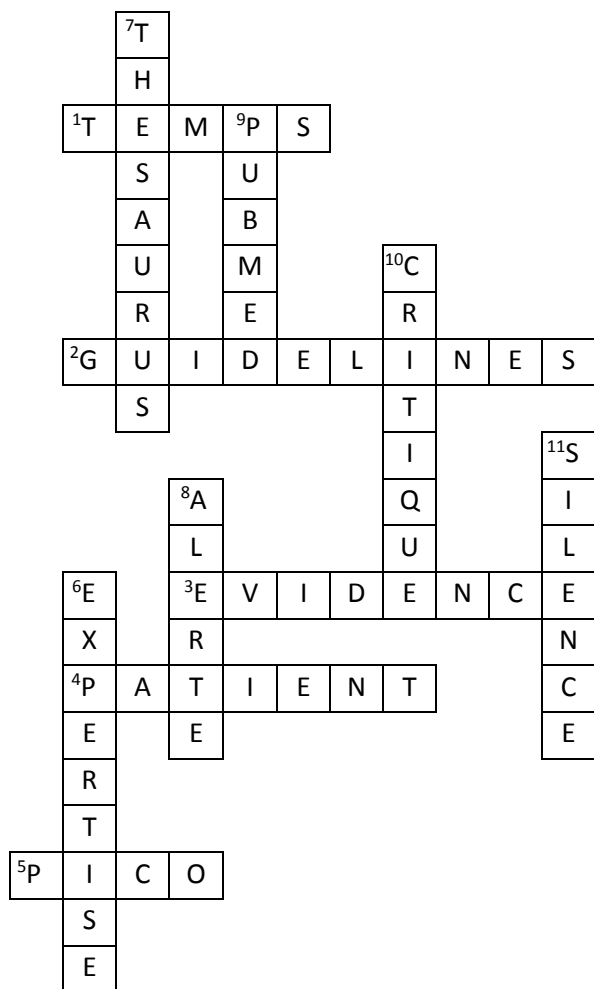 ⁷T
H
¹T E M ⁹P S
S U
A B
U M ¹⁰C
R E R
²G U I D E L I N E S
S T
I ¹¹S
⁸A Q I
L U L
⁶E ³E V I D E N C E
X R N
⁴P A T I E N T C
E E E
R
T
⁵P I C O
S
E